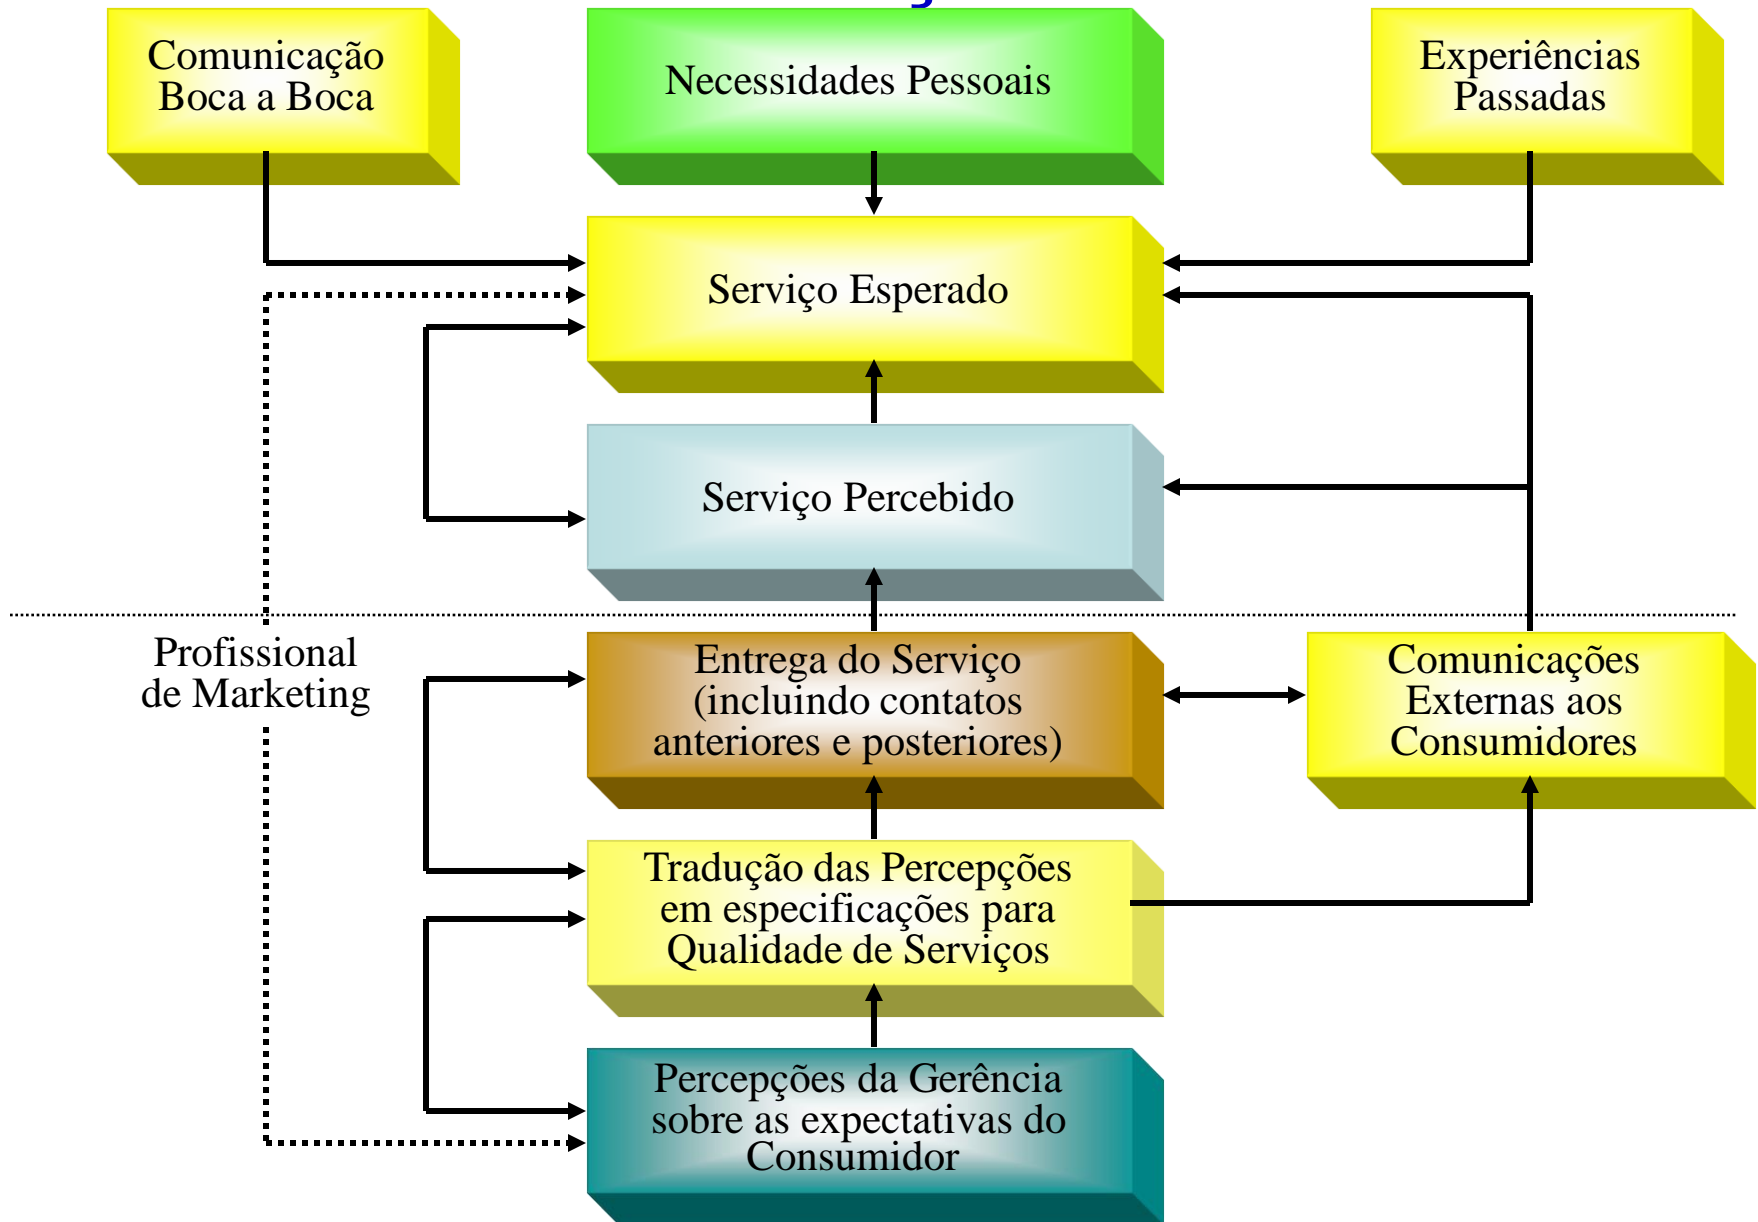 Comunicação
Boca a Boca
Necessidades Pessoais
Experiências
Passadas
Serviço Esperado
Serviço Percebido
Profissional
de Marketing
Entrega do Serviço
(incluindo contatos
anteriores e posteriores)
Comunicações
Externas aos
Consumidores
Tradução das Percepções
em especificações para
Qualidade de Serviços
Percepções da Gerência
sobre as expectativas do
Consumidor